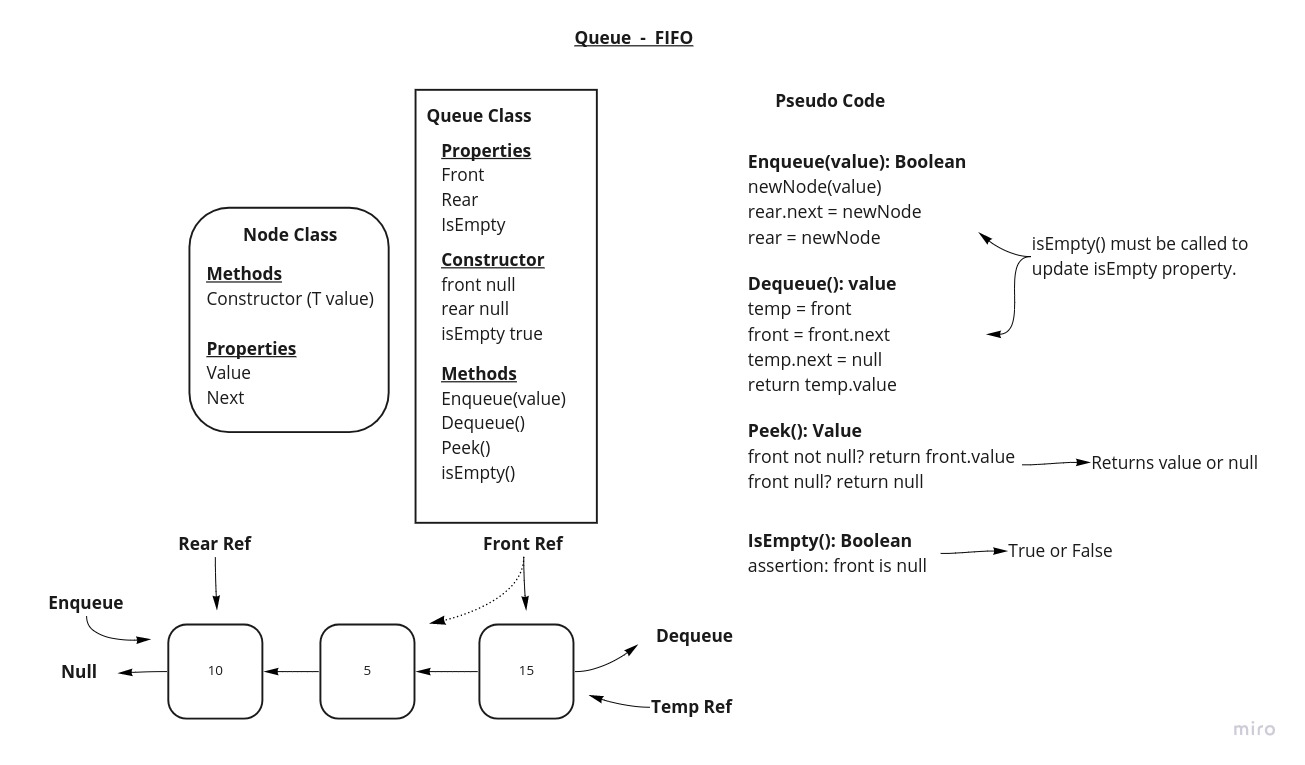 Queue - FIFO
Node Class
Methods
Constructor (T value)
Properties
Value
Next
Queue Class
Properties
Front
Rear
IsEmpty
Constructor
front null
rear null
isEmpty true
Methods
Enqueue(value)
Dequeue()
Peek()
isEmpty()
Pseudo Code
Enqueue(value): Boolean
newNode(value)
rear.next = newNode
rear = newNode
isEmpty() must be called to
update isEmpty property.
Dequeue(): value
temp = front
front = front.next
temp.next = null
return temp.value
Peek(): Value
front not null? return front.value
front null? return null
Returns value or null
IsEmpty(): Boolean
assertion: front is null
True or False
Rear Ref
Front Ref
Enqueue
Null
10
5
15
Dequeue
Temp Ref
miro